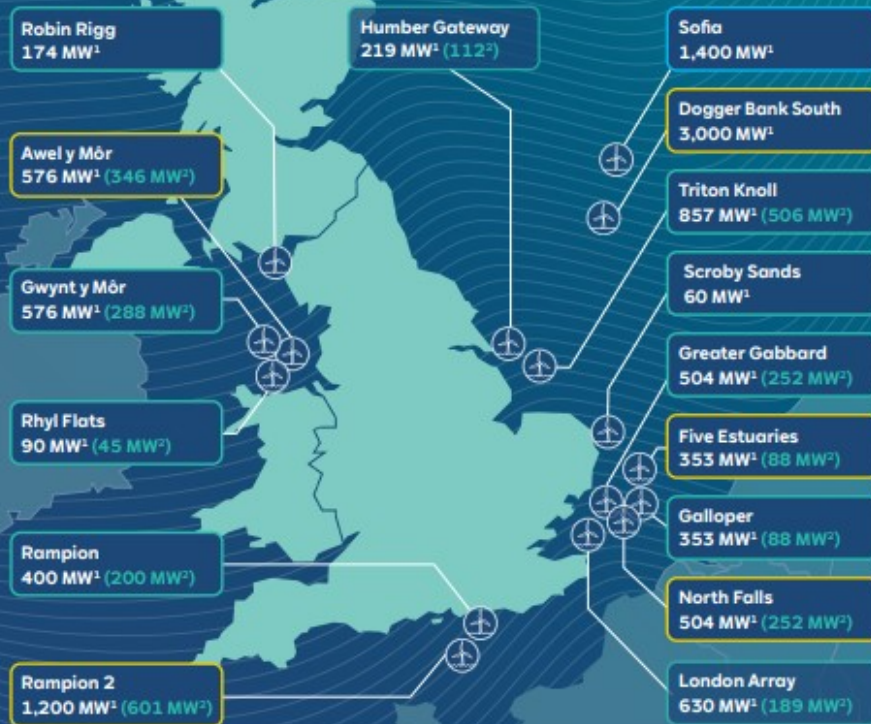 Robin Rigg
174 MW¹
Humber Gateway
219 MW¹ (112²)
Sofia
1,400 MW¹
Dogger Bank South
3,000 MW¹
Awel y Môr
576 MW¹ (346 MW²)
Triton Knoll
857 MW¹ (506 MW²)
Scroby Sands
60 MW¹
Gwynt y Môr
576 MW¹ (288 MW²)
Greater Gabbard
504 MW¹ (252 MW²)
Rhyl Flats
90 MW¹ (45 MW²)
Five Estuaries
353 MW¹ (88 MW²)
Galloper
353 MW¹ (88 MW²)
Rampion
400 MW¹ (200 MW²)
North Falls
504 MW¹ (252 MW²)
Rampion 2
1,200 MW¹ (601 MW²)
London Array
630 MW¹ (189 MW²)